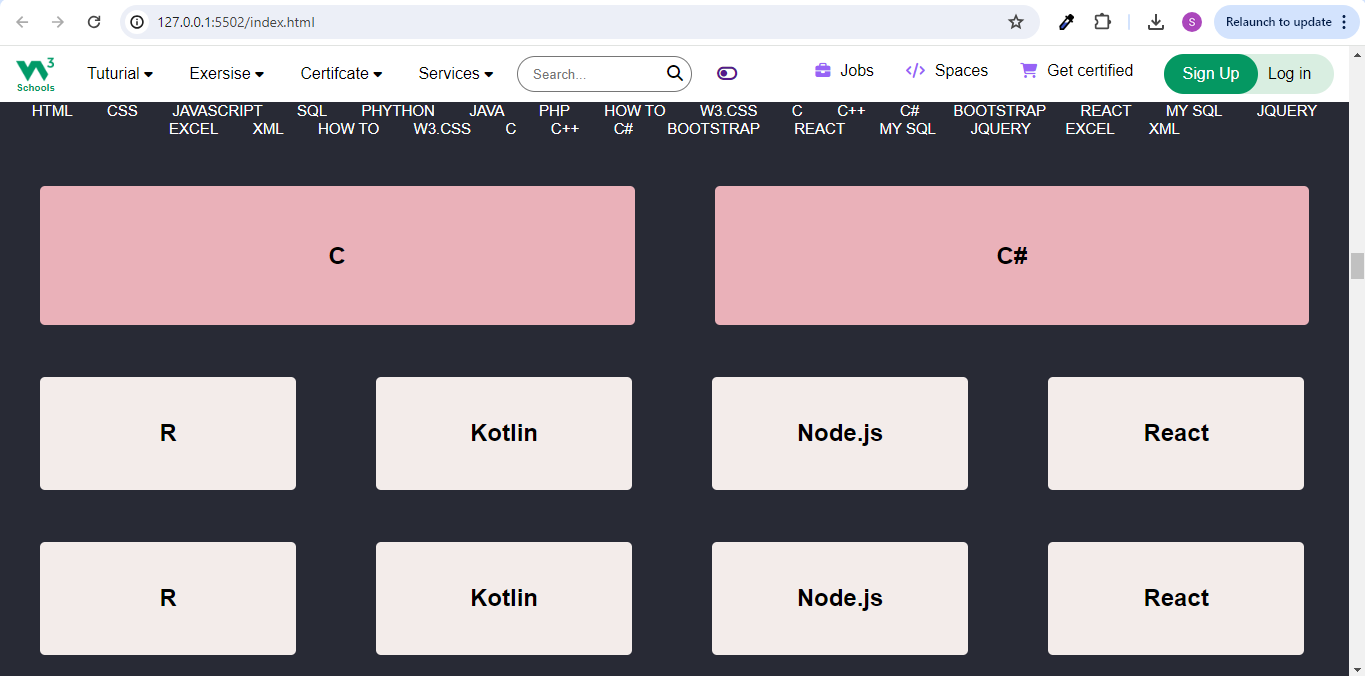 127.0.0.1:5502/index.html
S
Relaunch to update
3
Schools
Tuturial
Exersise
Certifcate
Services
Search...
Jobs
Spaces
Get certified
Sign Up
Log in
HTML CSS JAVASCRIPT SQL PHYTHON JAVA PHP HOW TO W3.CSS C C++ C# BOOTSTRAP REACT MY SQL JQUERY
EXCEL XML HOW TO W3.CSS C C++ C# BOOTSTRAP REACT MY SQL JQUERY EXCEL XML
C
C#
R
Kotlin
Node.js
React
R
Kotlin
Node.js
React